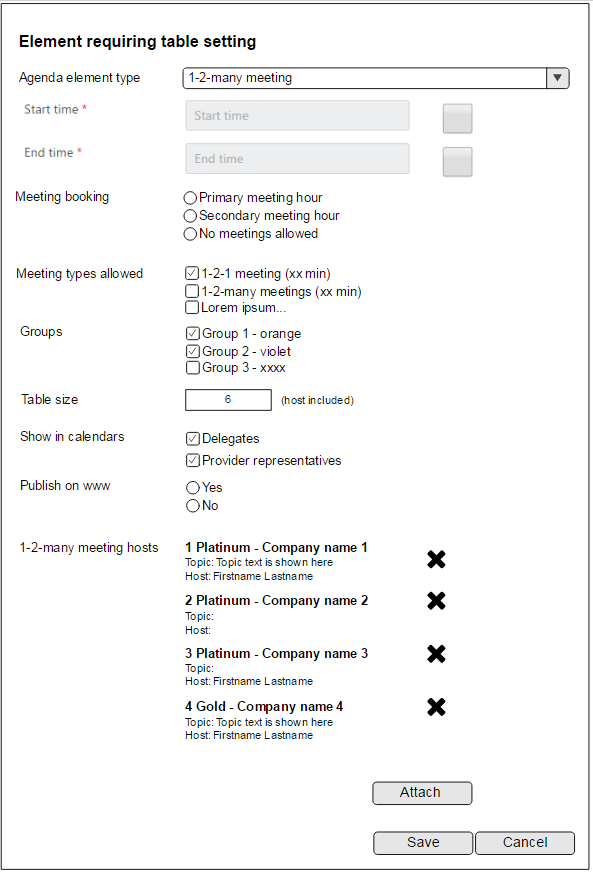 Element requiring table setting
Agenda element type
1-2-many meeting
Start time *
Start time
End time *
End time
Meeting booking
Primary meeting hour
Secondary meeting hour
No meetings allowed
Meeting types allowed
1-2-1 meeting (xx min)
1-2-many meetings (xx min)
Lorem ipsum...
Groups
Group 1 - orange
Group 2 - violet
Group 3 - xxxx
Table size
6
(host included)
Show in calendars
Delegates
Provider representatives
Publish on www
Yes
No
1-2-many meeting hosts
1 Platinum - Company name 1
Topic: Topic text is shown here
Host: Firstname Lastname
2 Platinum - Company name 2
Topic:
Host:
3 Platinum - Company name 3
Topic:
Host: Firstname Lastname
4 Gold - Company name 4
Topic: Topic text is shown here
Host: Firstname Lastname
Attach
Save
Cancel